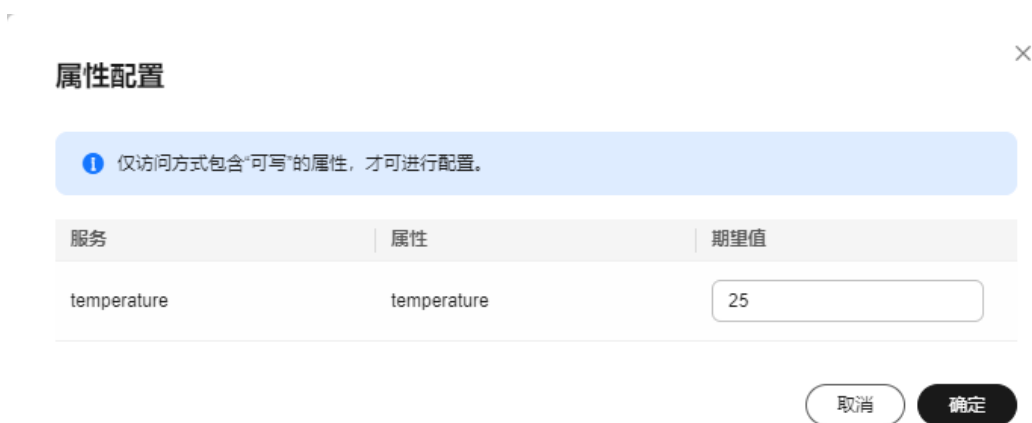 属性配置
仅访问方式包含“可写”的属性，才可进行配置。
服务 属性 期望值
temperature temperature 25
取消 确定